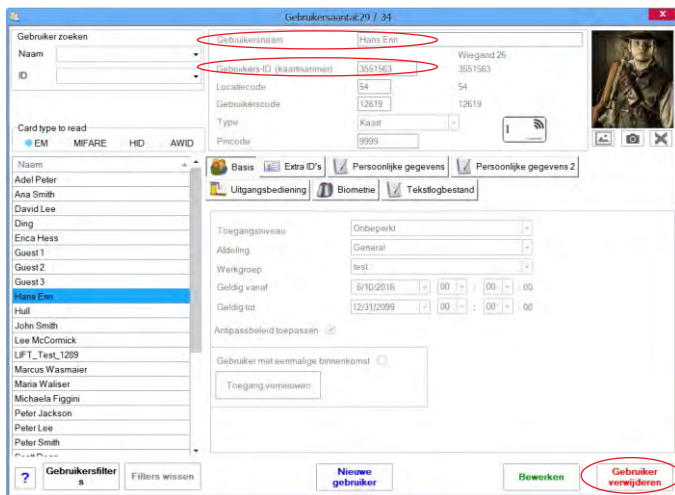 Gebruikersaantal:29 / 34
x
Gebruiker zoeken
Naam
ID
Gebruikersnaam Hans Enn
Wiegand 26
Gebruikers-ID (kaartnummer) 3551563 3551563
Locatiecode 54 54
Gebruikerscode 12619 12619
Type Kaart
1
Pincode 9999
Card type to read
EM MIFARE HID AWID
Naam
Adel Peter
Ana Smith
David Lee
Ding
Erica Hess
Guest 1
Guest 2
Guest 3
Hans Enn
Hull
John Smith
Lee McCormick
LIFT_Test_1289
Marcus Wasmaier
Maria Waliser
Michaela Figgini
Peter Jackson
Peter Lee
Peter Smith
Basis Extra ID's Persoonlijke gegevens Persoonlijke gegevens 2
Uitgangsbediening Biometrie Tekstlogbestand
Toegangsniveau Onbeperkt
Afdeling General
Werkgroep test
Geldig vanaf 6/10/2016 00 : 00 : 00
Geldig tot 12/31/2099 00 : 00 : 00
Antipassbeleid toepassen
Gebruiker met eenmalige binnenkomst
Toegang vernieuwen
?
Gebruikersfilter
s
Filters wissen
Nieuwe
gebruiker
Bewerken
Gebruiker
verwijderen